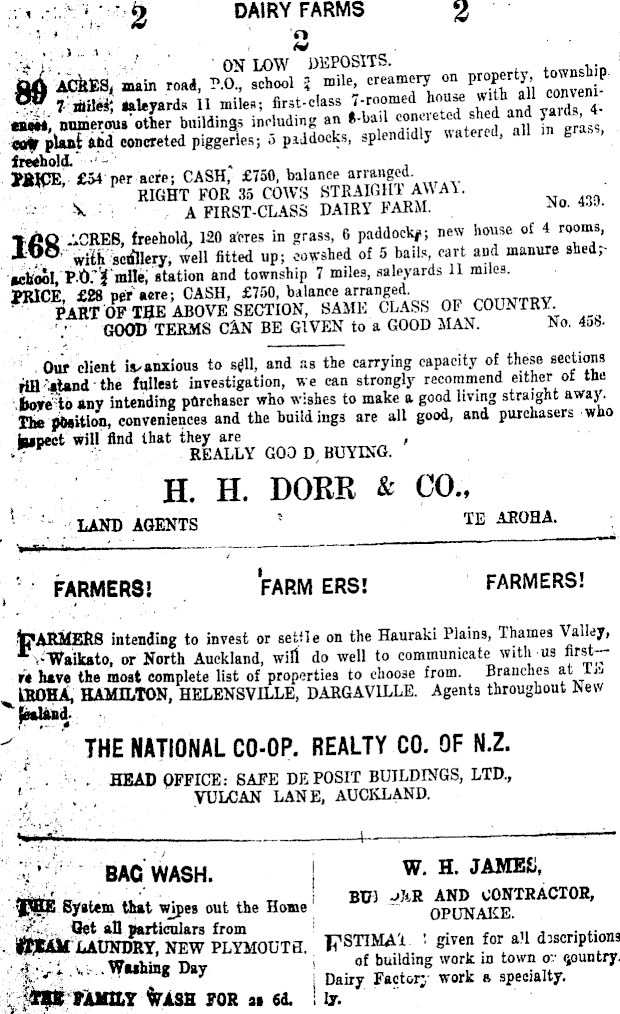 2 DAIRY FARMS 2
2
ON LOW DEPOSITS.
89 ACRES, main road, P.O., school ¾ mile, creamery on property, township
7 miles; saleyards 11 miles; first-class 7-roomed house with all conveni-
ences, numerous other buildings including an 8-bail concreted shed and yards, 4-
cow plant and concreted piggeries; 5 paddocks, splendidly watered, all in grass,
freehold.
PRICE, £54 per acre; CASH, £750, balance arranged.
RIGHT FOR 35 COWS STRAIGHT AWAY.
A FIRST-CLASS DAIRY FARM. No. 439.
168 ACRES, freehold, 120 acres in grass, 6 paddocks; new house of 4 rooms,
with scullery, well fitted up; cowshed of 5 bails, cart and manure shed;
school, P.O. ¾ mile, station and township 7 miles, saleyards 11 miles.
PRICE, £28 per acre; CASH, £750, balance arranged.
PART OF THE ABOVE SECTION, SAME CLASS OF COUNTRY.
GOOD TERMS CAN BE GIVEN to a GOOD MAN. No. 458.
Our client is anxious to sell, and as the carrying capacity of these sections
rill stand the fullest investigation, we can strongly recommend either of the
bove to any intending purchaser who wishes to make a good living straight away.
The position, conveniences and the buildings are all good, and purchasers who
inspect will find that they are
REALLY GOOD BUYING.
H. H. DORR & CO.,
LAND AGENTS TE AROHA.
FARMERS! FARMERS! FARMERS!
FARMERS intending to invest or settle on the Hauraki Plains, Thames Valley,
Waikato, or North Auckland, will do well to communicate with us first—
re have the most complete list of properties to choose from. Branches at TE
AROHA, HAMILTON, HELENSVILLE, DARGAVILLE. Agents throughout New
Zealand.
THE NATIONAL CO-OP. REALTY CO. OF N.Z.
HEAD OFFICE: SAFE DEPOSIT BUILDINGS, LTD.,
VULCAN LANE, AUCKLAND.
BAG WASH.
THE System that wipes out the Home
Get all particulars from
STEAM LAUNDRY, NEW PLYMOUTH.
Washing Day
THE FAMILY WASH FOR 2s 6d.
W. H. JAMES,
BUILDER AND CONTRACTOR,
OPUNAKE.
ESTIMATES given for all descriptions
of building work in town or country.
Dairy Factory work a specialty.
ly.